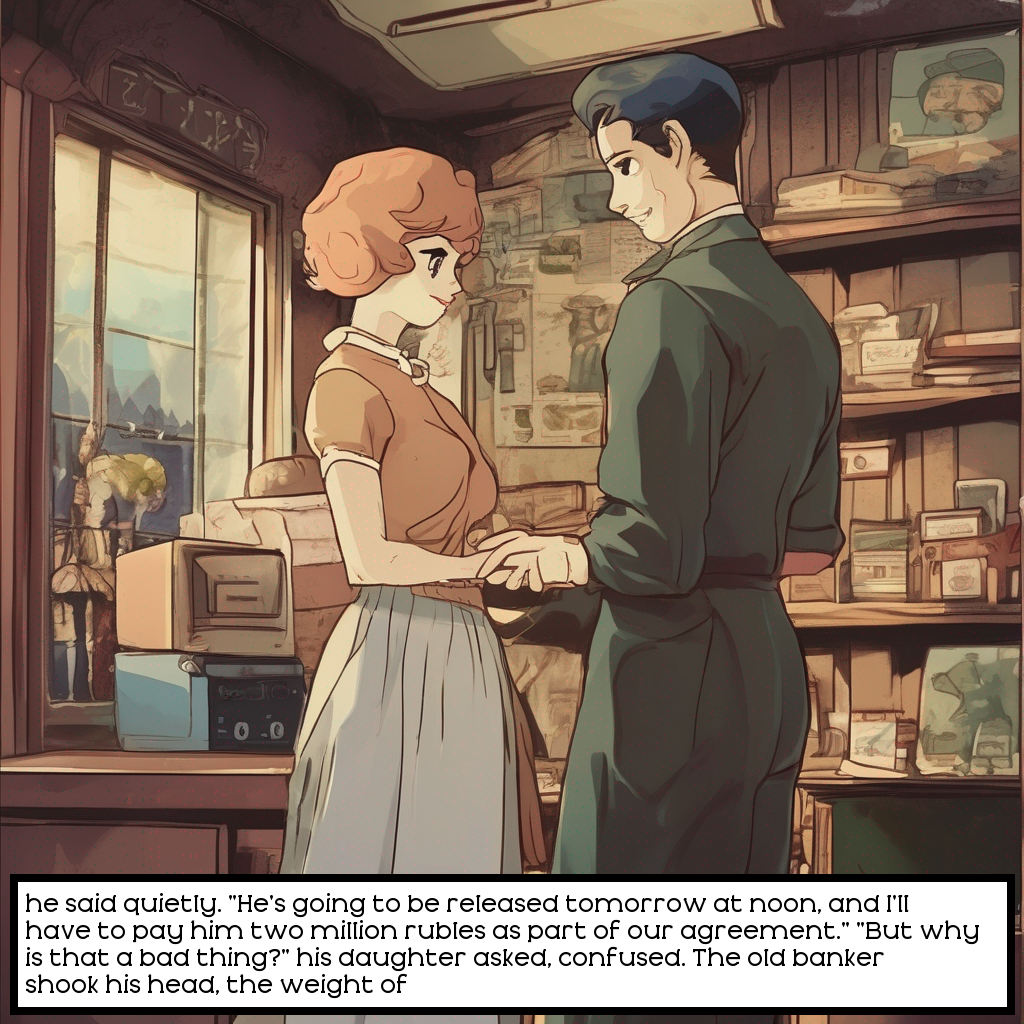 he said quietly. "He's going to be released tomorrow at noon, and I'll
have to pay him two million rubles as part of our agreement." "But why
is that a bad thing?" his daughter asked, confused. The old banker
shook his head, the weight of